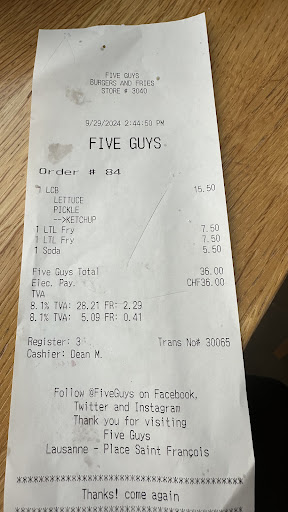 FIVE GUYS
BURGERS AND FRIES
STORE # 3040
9/29/2024 2:44:50 PM
FIVE GUYS
Order # 84
1 LCB 15.50
LETTUCE
PICKLE
-->KETCHUP
1 LTL Fry 7.50
1 LTL Fry 7.50
1 Soda 5.50
Five Guys Total 36.00
Elec. Pay. CHF36.00
TVA
8.1% TVA: 28.21 FR: 2.29
8.1% TVA: 5.09 FR: 0.41
Register: 3 Trans No# 30065
Cashier: Dean M.
Follow @FiveGuys on Facebook,
Twitter and Instagram
Thank you for visiting
Five Guys
Lausanne - Place Saint François
********************************
Thanks! come again
********************************